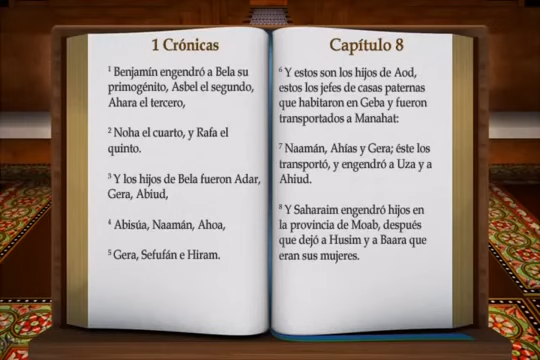 1 Crónicas
1 Benjamín engendró a Bela su
primogénito, Asbel el segundo,
Ahara el tercero,
2 Noha el cuarto, y Rafa el
quinto.
3 Y los hijos de Bela fueron Adar,
Gera, Abiud,
4 Abisúa, Naamán, Ahoa,
5 Gera, Sefufán e Hiram.
Capítulo 8
6 Y estos son los hijos de Aod,
estos los jefes de casas paternas
que habitaron en Geba y fueron
transportados a Manahat:
7 Naamán, Ahías y Gera; éste los
transportó, y engendró a Uza y a
Ahiud.
8 Y Saharaim engendró hijos en
la provincia de Moab, después
que dejó a Husim y a Baara que
eran sus mujeres.